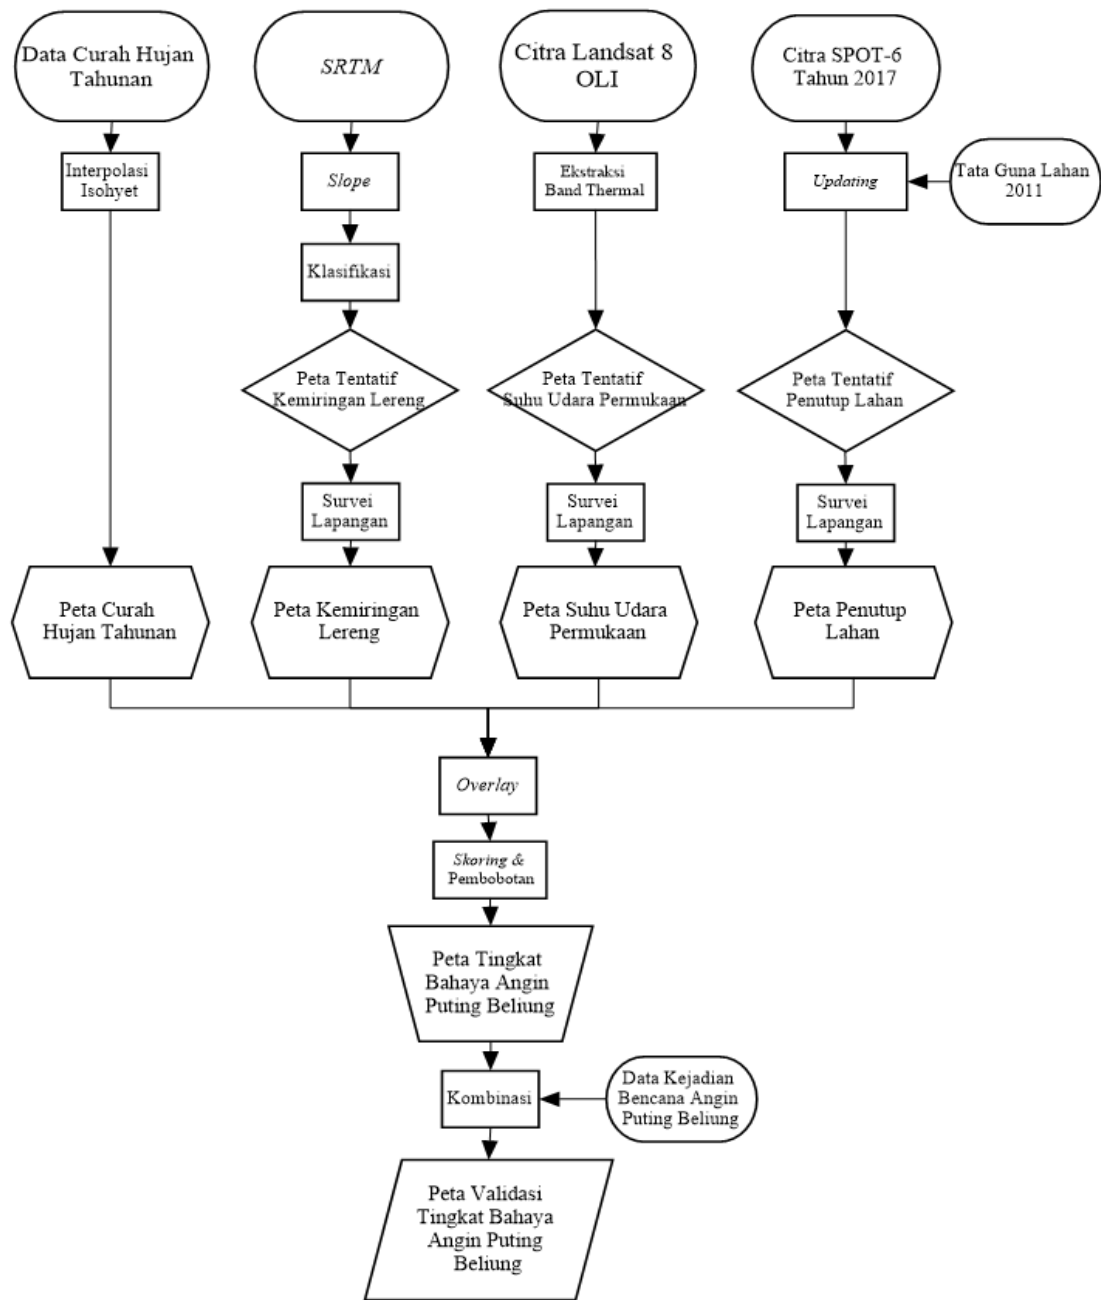 Data Curah Hujan
Tahunan
SRTM
Citra Landsat 8
OLI
Citra SPOT-6
Tahun 2017
Interpolasi
Isohyet
Slope
Ekstraksi
Band Thermal
Updating
Tata Guna Lahan
2011
Klasifikasi
Peta Tentatif
Kemiringan Lereng
Peta Tentatif
Suhu Udara Permukaan
Peta Tentatif
Penutup Lahan
Survei
Lapangan
Survei
Lapangan
Survei
Lapangan
Peta Curah
Hujan Tahunan
Peta Kemiringan
Lereng
Peta Suhu Udara
Permukaan
Peta Penutup
Lahan
Overlay
Skoring &
Pembobotan
Peta Tingkat
Bahaya Angin
Puting Beliung
Kombinasi
Data Kejadian
Bencana Angin
Puting Beliung
Peta Validasi
Tingkat Bahaya
Angin Puting
Beliung